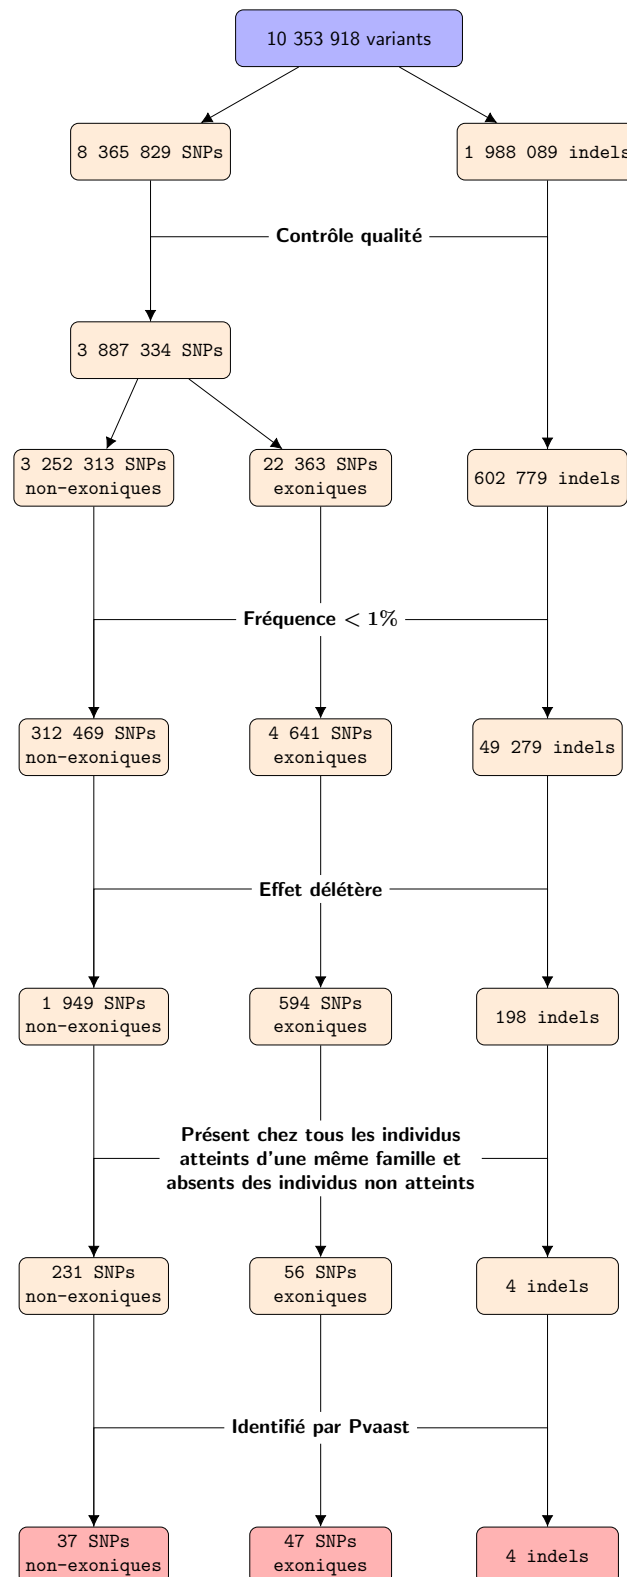 10 353 918 variants
8 365 829 SNPs
1 988 089 indels
Contrôle qualité
3 887 334 SNPs
3 252 313 SNPs
non-exoniques
22 363 SNPs
exoniques
602 779 indels
Fréquence < 1%
312 469 SNPs
non-exoniques
4 641 SNPs
exoniques
49 279 indels
Effet délétère
1 949 SNPs
non-exoniques
594 SNPs
exoniques
198 indels
Présent chez tous les individus
atteints d'une même famille et
absents des individus non atteints
231 SNPs
non-exoniques
56 SNPs
exoniques
4 indels
Identifié par Pvaast
37 SNPs
non-exoniques
47 SNPs
exoniques
4 indels